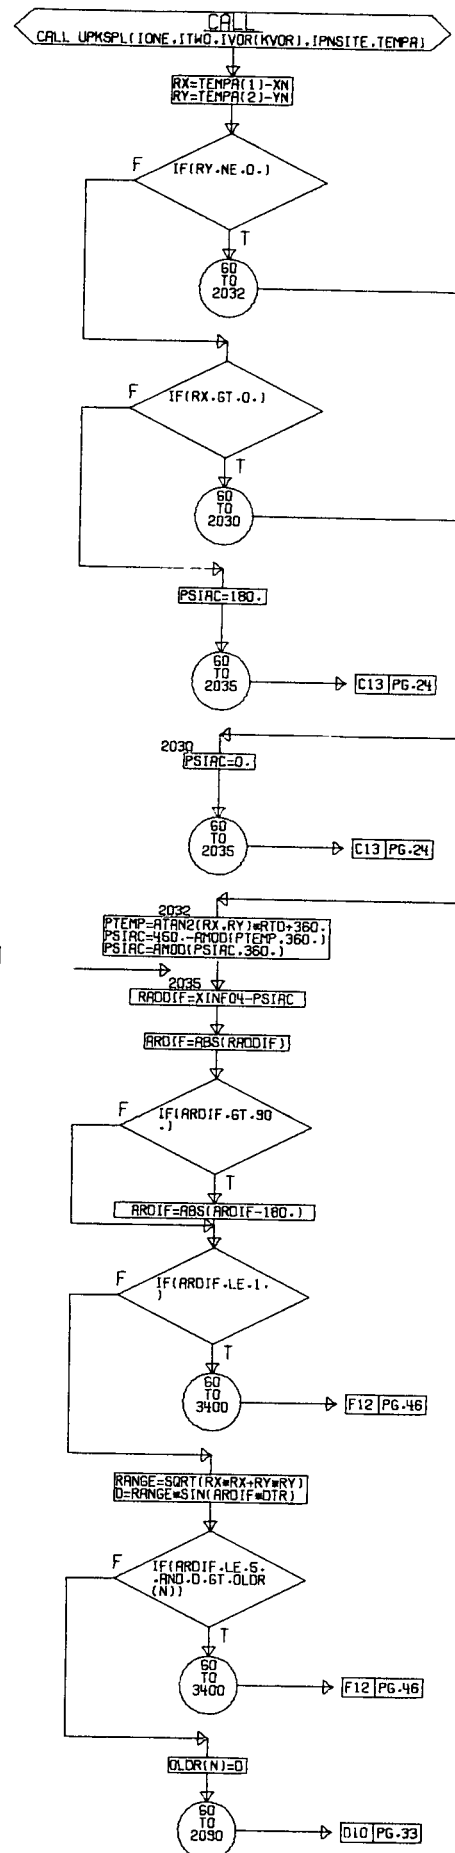 CALL
CALL UPKSPL(IONE,ITWO,IVOR(KVOR),IPNSITE,TEMPA)
RX=TEMPA(1)-XN
RY=TEMPA(2)-YN
IF(RY.NE.0.)
F
T
GO
TO
2032
IF(RX.GT.0.)
F
T
GO
TO
2030
PSIAC=180.
GO
TO
2035
C13 PG.24
2030
PSIAC=0.
GO
TO
2035
C13 PG.24
2032
PTEMP=ATAN2(RX,RY)*RTD+360.
PSIAC=450.-AMOD(PTEMP,360.)
PSIAC=AMOD(PSIAC,360.)
2035
RADDIF=XINFO4-PSIAC
ARDIF=ABS(RADDIF)
F
IF(ARDIF.GT.90
.)
T
ARDIF=ABS(ARDIF-180.)
F
IF(ARDIF.LE.1.
)
T
GO
TO
3400
F12 PG.46
RANGE=SQRT(RX*RX+RY*RY)
D=RANGE*SIN(ARDIF*DTR)
F
IF(ARDIF.LE.5.
.AND.D.GT.OLDR
(N))
T
GO
TO
3400
F12 PG.46
OLDR(N)=D
GO
TO
2090
D10 PG.33